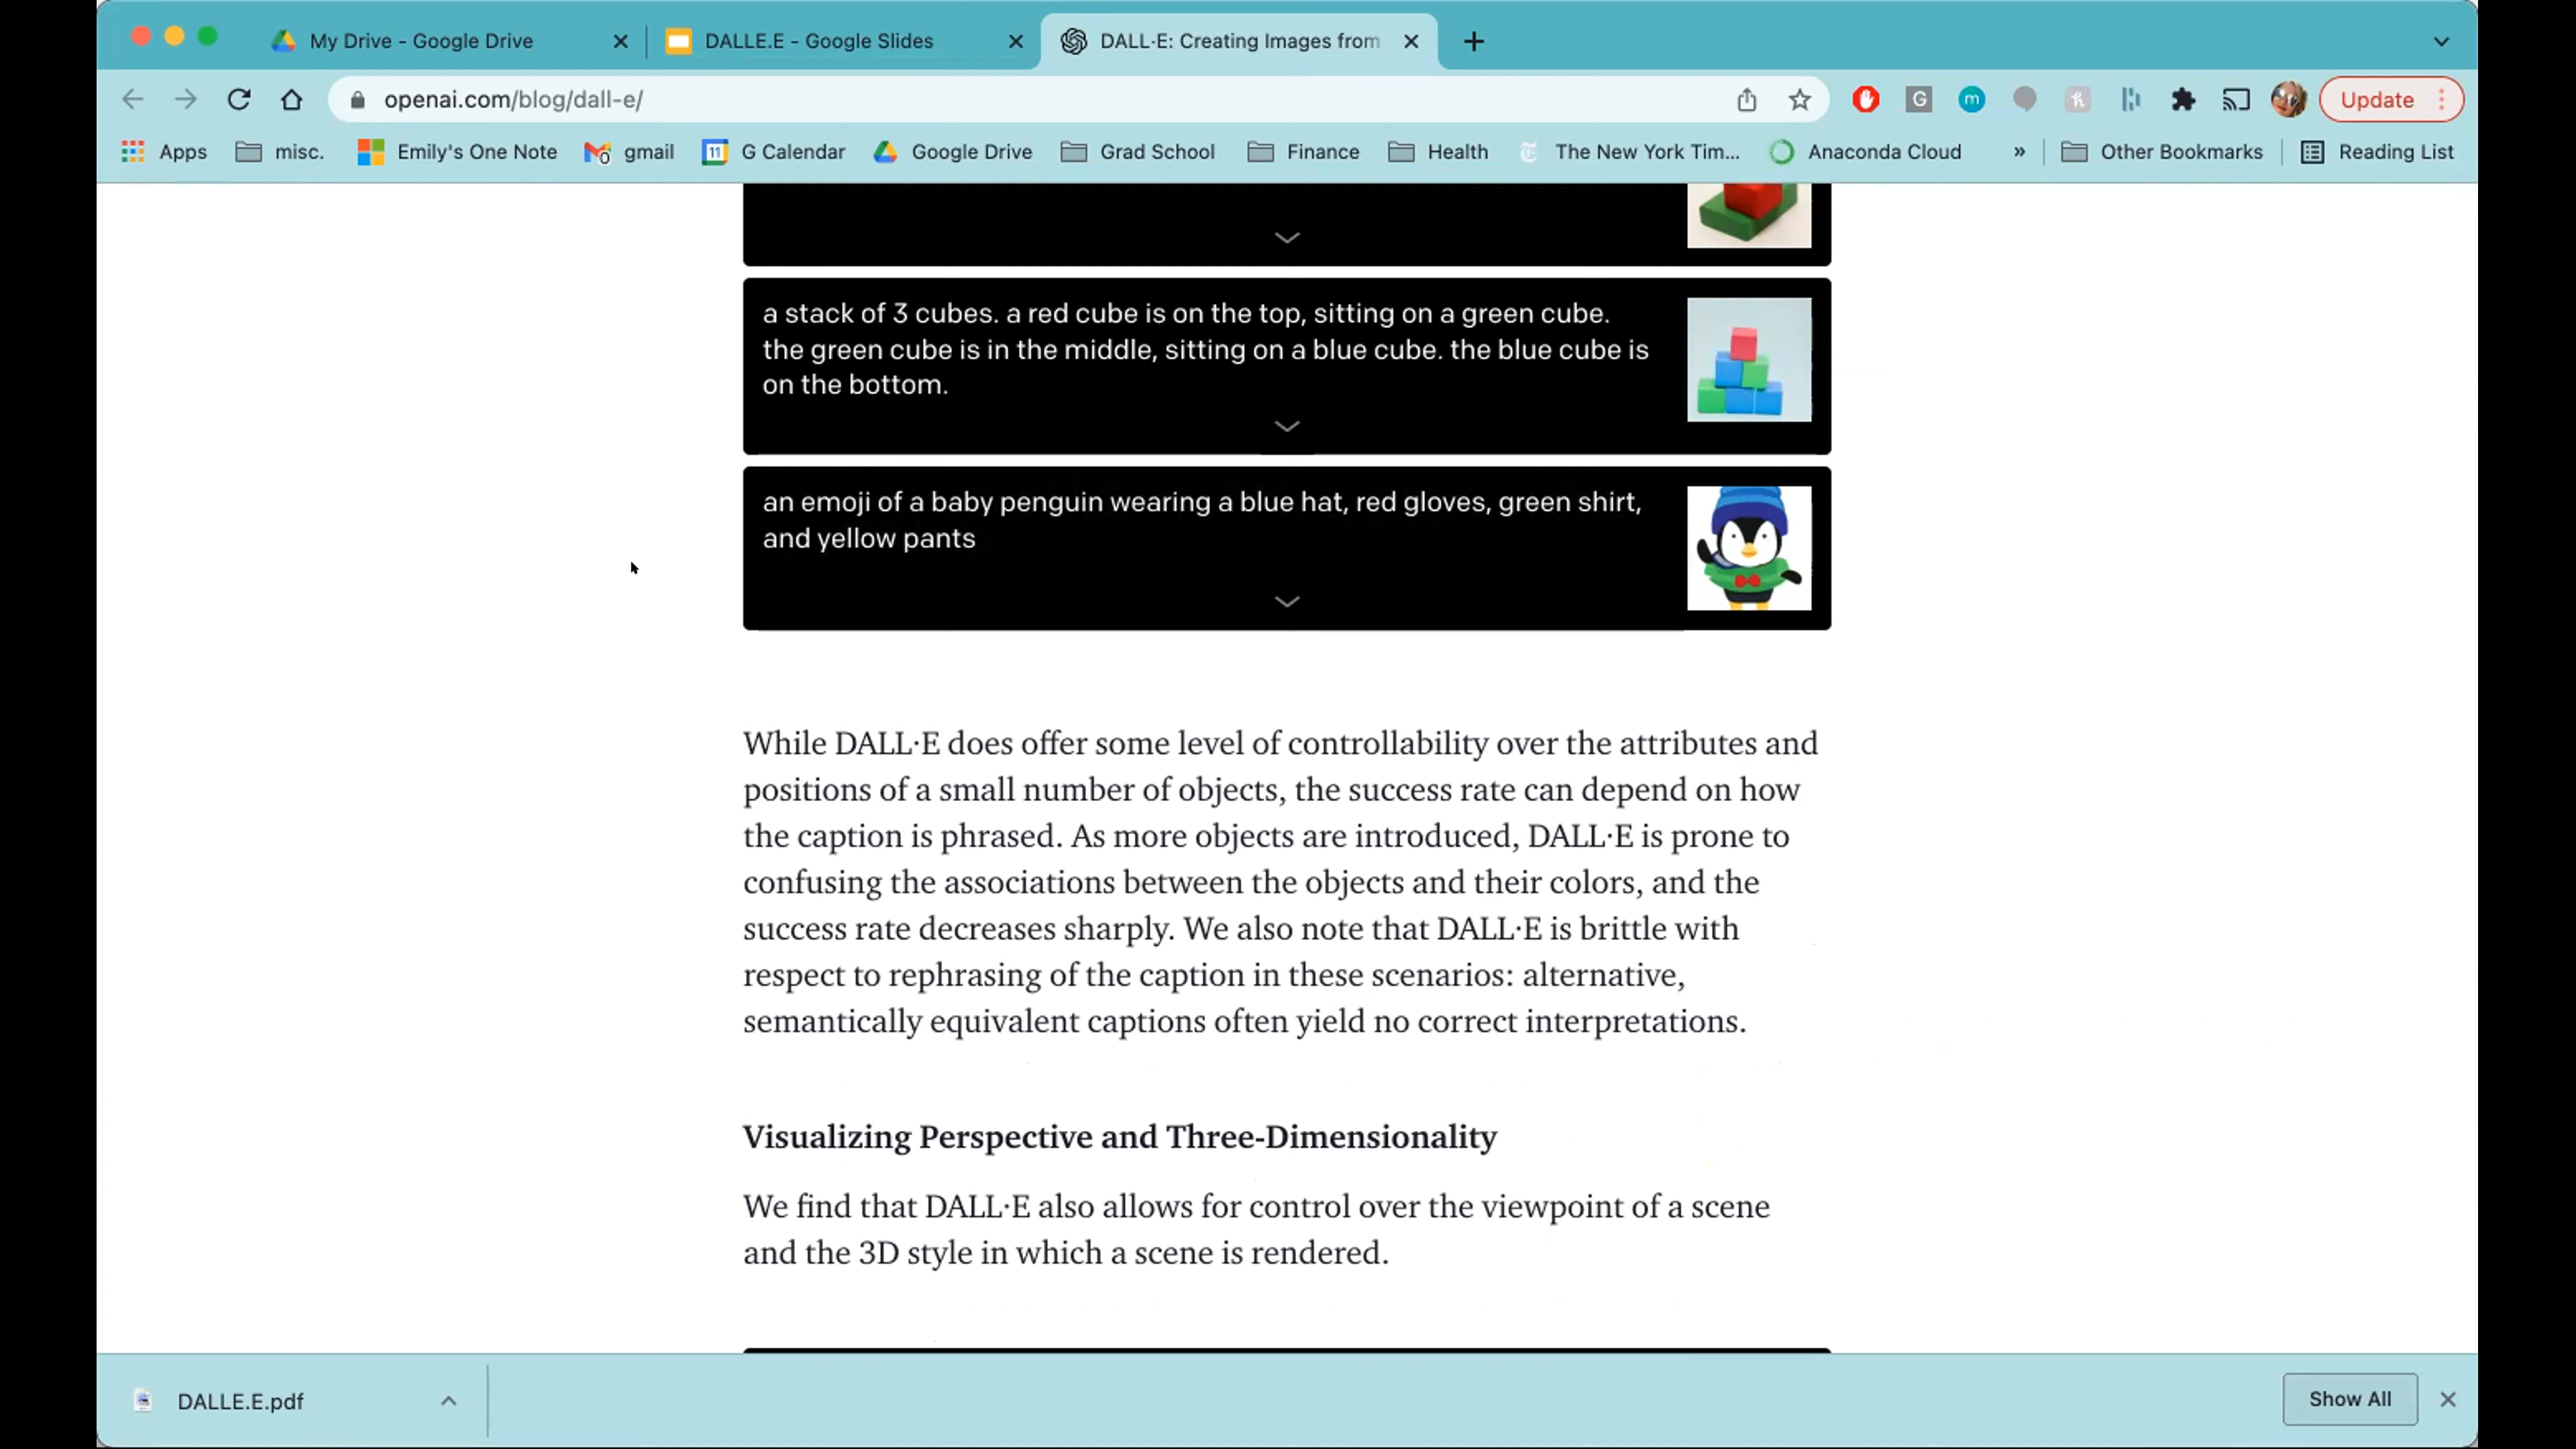 My Drive - Google Drive
DALLE.E - Google Slides
DALL·E: Creating Images from
openai.com/blog/dall-e/
Update
Apps
misc.
Emily's One Note
gmail
11
G Calendar
Google Drive
Grad School
Finance
Health
The New York Tim...
Anaconda Cloud
»
Other Bookmarks
Reading List
a stack of 3 cubes. a red cube is on the top, sitting on a green cube.
the green cube is in the middle, sitting on a blue cube. the blue cube is
on the bottom.
an emoji of a baby penguin wearing a blue hat, red gloves, green shirt,
and yellow pants
While DALL·E does offer some level of controllability over the attributes and
positions of a small number of objects, the success rate can depend on how
the caption is phrased. As more objects are introduced, DALL·E is prone to
confusing the associations between the objects and their colors, and the
success rate decreases sharply. We also note that DALL·E is brittle with
respect to rephrasing of the caption in these scenarios: alternative,
semantically equivalent captions often yield no correct interpretations.
Visualizing Perspective and Three-Dimensionality
We find that DALL·E also allows for control over the viewpoint of a scene
and the 3D style in which a scene is rendered.
DALLE.E.pdf
Show All